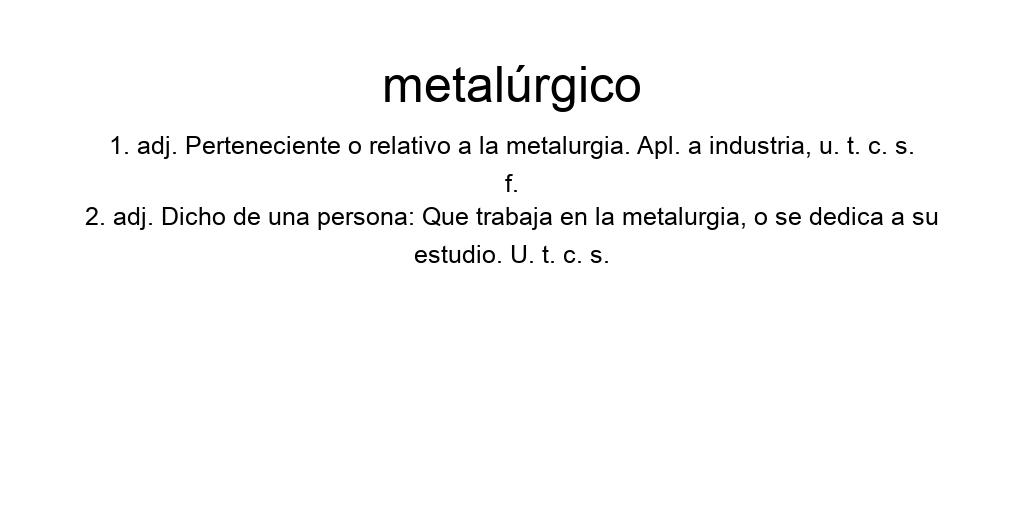 metalúrgico
1. adj. Perteneciente o relativo a la metalurgia. Apl. a industria, u. t. c. s.
f.
2. adj. Dicho de una persona: Que trabaja en la metalurgia, o se dedica a su
estudio. U. t. c. s.